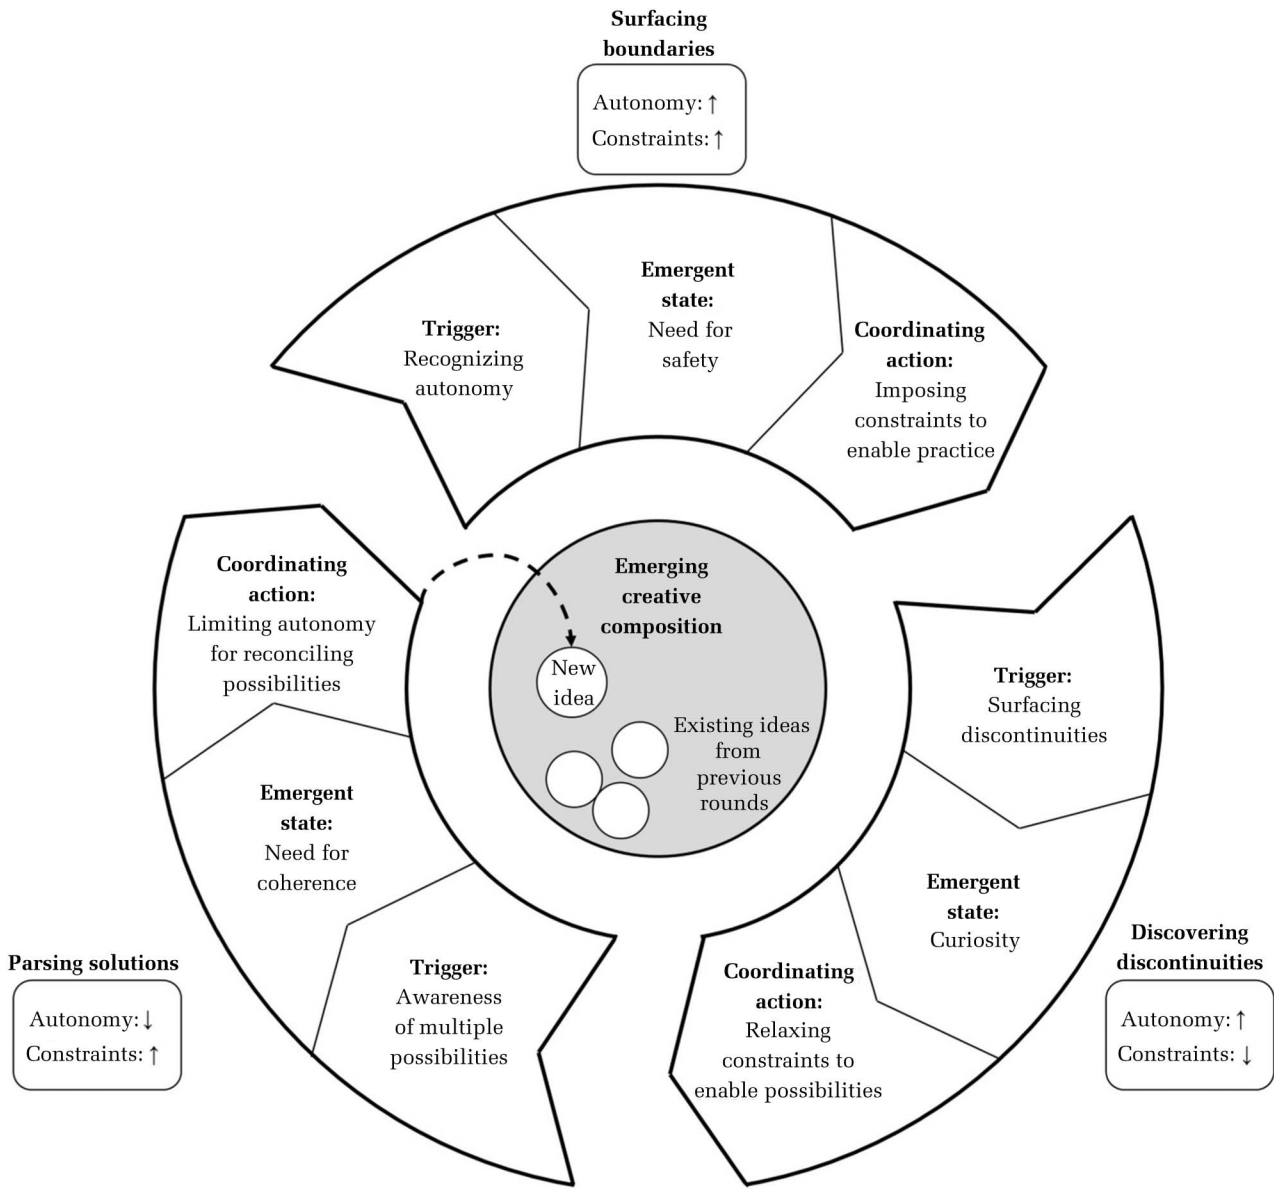 Surfacing
boundaries
Autonomy: ↑
Constraints: ↑
Trigger:
Recognizing
autonomy
Emergent
state:
Need for
safety
Coordinating
action:
Imposing
constraints to
enable practice
Trigger:
Surfacing
discontinuities
Emergent
state:
Curiosity
Coordinating
action:
Relaxing
constraints to
enable possibilities
Discovering
discontinuities
Autonomy: ↑
Constraints: ↓
Trigger:
Awareness
of multiple
possibilities
Emergent
state:
Need for
coherence
Coordinating
action:
Limiting autonomy
for reconciling
possibilities
Parsing solutions
Autonomy: ↓
Constraints: ↑
Emerging
creative
composition
New
idea
Existing ideas
from
previous
rounds